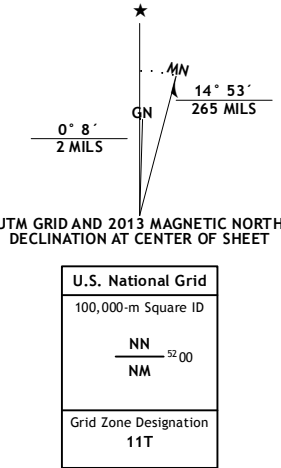 ★
MN
14° 53´
265 MILS
GN
0° 8´
2 MILS
UTM GRID AND 2013 MAGNETIC NORTH
DECLINATION AT CENTER OF SHEET
U.S. National Grid
100,000-m Square ID
NN
52 00
NM
Grid Zone Designation
11T